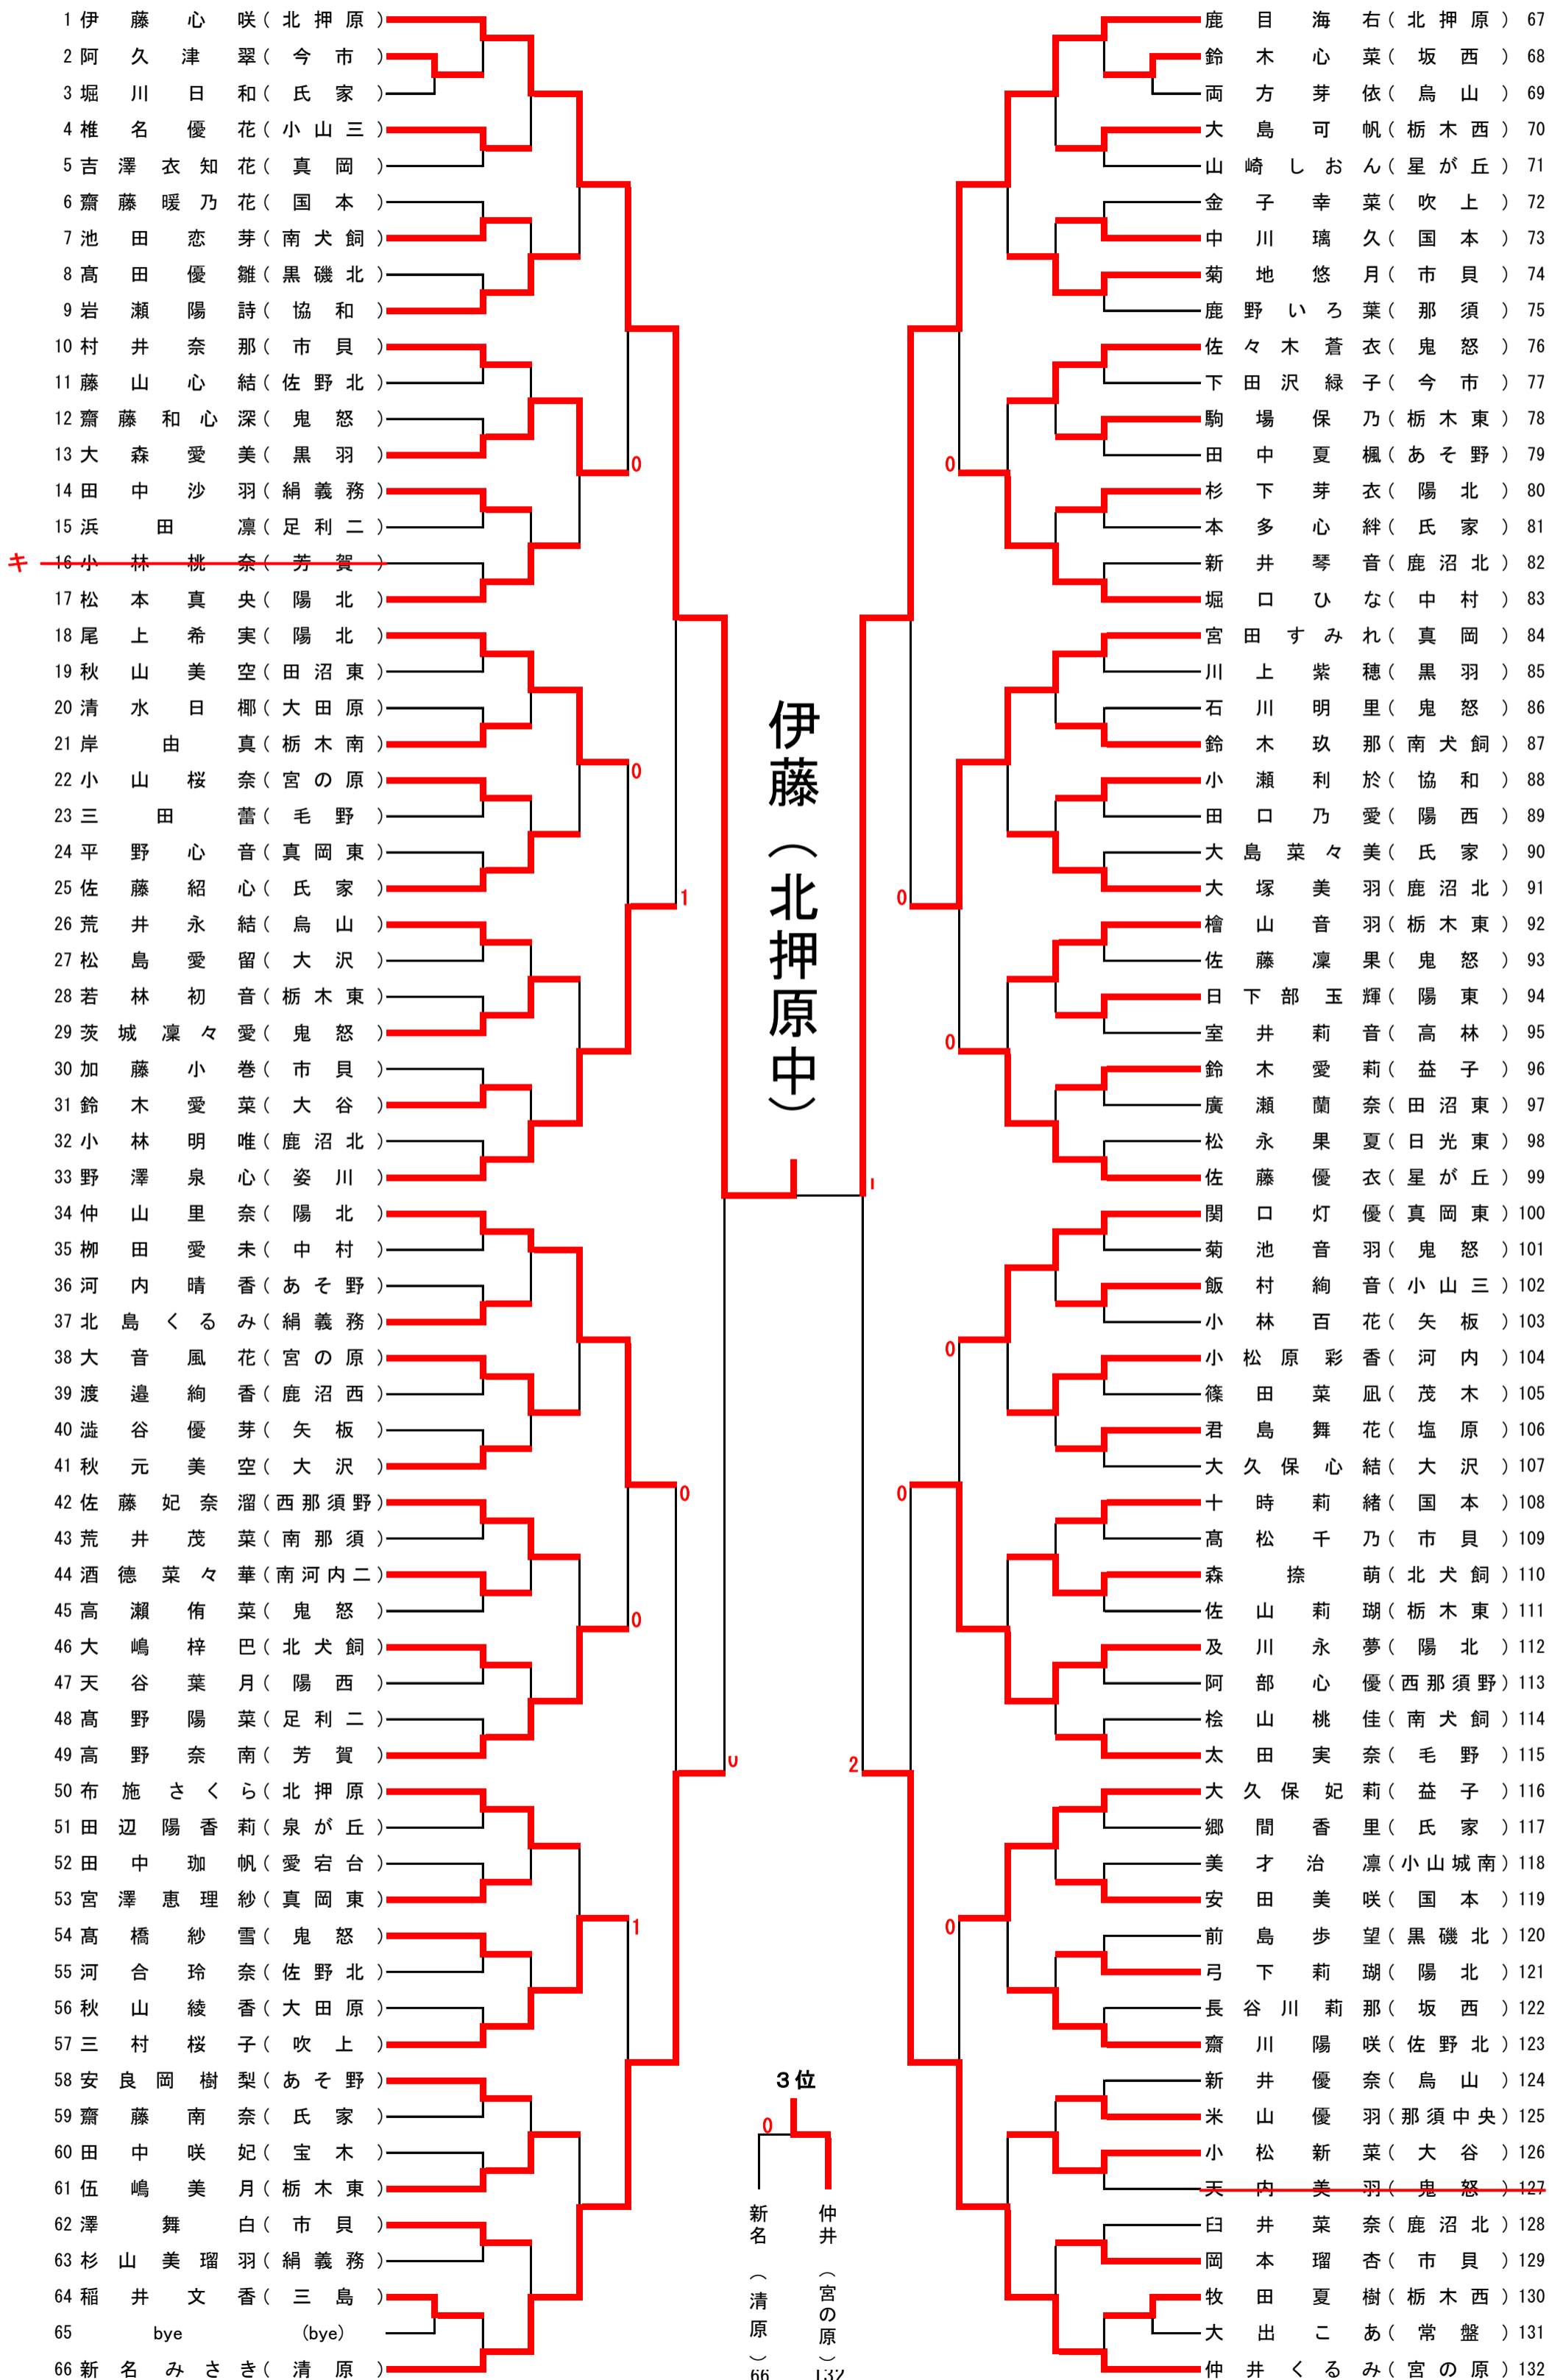 1 伊藤心咲(北押原)
2 阿久津翠(今市)
3 堀川日和(氏家)
4 椎名優花(小山三)
5 吉澤衣知花(真岡)
6 齋藤暖乃花(国本)
7 池田恋芽(南犬飼)
8 髙田優雛(黒磯北)
9 岩瀬陽詩(協和)
10 村井奈那(市貝)
11 藤山心結(佐野北)
12 齋藤和心深(鬼怒)
13 大森愛美(黒羽)
14 田中沙羽(絹義務)
15 浜田凛(足利二)
キ 16 小林桃奈(芳賀)
17 松本真央(陽北)
18 尾上希実(陽北)
19 秋山美空(田沼東)
20 清水日梛(大田原)
21 岸由真(栃木南)
22 小山桜奈(宮の原)
23 三田蕾(毛野)
24 平野心音(真岡東)
25 佐藤紹心(氏家)
26 荒井永結(烏山)
27 松島愛留(大沢)
28 若林初音(栃木東)
29 茨城凜々愛(鬼怒)
30 加藤小巻(市貝)
31 鈴木愛菜(大谷)
32 小林明唯(鹿沼北)
33 野澤泉心(姿川)
34 仲山里奈(陽北)
35 栁田愛未(中村)
36 河内晴香(あそ野)
37 北島くるみ(絹義務)
38 大音風花(宮の原)
39 渡邉絢香(鹿沼西)
40 澁谷優芽(矢板)
41 秋元美空(大沢)
42 佐藤妃奈溜(西那須野)
43 荒井茂菜(南那須)
44 酒德菜々華(南河内二)
45 高瀬侑菜(鬼怒)
46 大嶋梓巴(北犬飼)
47 天谷葉月(陽西)
48 髙野陽菜(足利二)
49 高野奈南(芳賀)
50 布施さくら(北押原)
51 田辺陽香莉(泉が丘)
52 田中珈帆(愛宕台)
53 宮澤恵理紗(真岡東)
54 髙橋紗雪(鬼怒)
55 河合玲奈(佐野北)
56 秋山綾香(大田原)
57 三村桜子(吹上)
58 安良岡樹梨(あそ野)
59 齋藤南奈(氏家)
60 田中咲妃(宝木)
61 伍嶋美月(栃木東)
62 澤舞白(市貝)
63 杉山美瑠羽(絹義務)
64 稲井文香(三島)
65 bye (bye)
66 新名みさき(清原)
0
0
1
0
0
0
1
0
伊藤(北押原中)
1
3位
0
新名(清原)66
仲井(宮の原)132
0
0
0
0
0
2
0
鹿目海右(北押原) 67
鈴木心菜(坂西) 68
両方芽依(烏山) 69
大島可帆(栃木西) 70
山崎しおん(星が丘) 71
金子幸菜(吹上) 72
中川璃久(国本) 73
菊地悠月(市貝) 74
鹿野いろ葉(那須) 75
佐々木蒼衣(鬼怒) 76
下田沢緑子(今市) 77
駒場保乃(栃木東) 78
田中夏楓(あそ野) 79
杉下芽衣(陽北) 80
本多心絆(氏家) 81
新井琴音(鹿沼北) 82
堀口ひな(中村) 83
宮田すみれ(真岡) 84
川上紫穂(黒羽) 85
石川明里(鬼怒) 86
鈴木玖那(南犬飼) 87
小瀬利於(協和) 88
田口乃愛(陽西) 89
大島菜々美(氏家) 90
大塚美羽(鹿沼北) 91
檜山音羽(栃木東) 92
佐藤凜果(鬼怒) 93
日下部玉輝(陽東) 94
室井莉音(高林) 95
鈴木愛莉(益子) 96
廣瀬蘭奈(田沼東) 97
松永果夏(日光東) 98
佐藤優衣(星が丘) 99
関口灯優(真岡東) 100
菊池音羽(鬼怒) 101
飯村絢音(小山三) 102
小林百花(矢板) 103
小松原彩香(河内) 104
篠田菜凪(茂木) 105
君島舞花(塩原) 106
大久保心結(大沢) 107
十時莉緒(国本) 108
髙松千乃(市貝) 109
森捺萌(北犬飼) 110
佐山莉瑚(栃木東) 111
及川永夢(陽北) 112
阿部心優(西那須野) 113
桧山桃佳(南犬飼) 114
太田実奈(毛野) 115
大久保妃莉(益子) 116
郷間香里(氏家) 117
美才治凛(小山城南) 118
安田美咲(国本) 119
前島歩望(黒磯北) 120
弓下莉瑚(陽北) 121
長谷川莉那(坂西) 122
齋川陽咲(佐野北) 123
新井優奈(烏山) 124
米山優羽(那須中央) 125
小松新菜(大谷) 126
天内美羽(鬼怒) 127
臼井菜奈(鹿沼北) 128
岡本瑠杏(市貝) 129
牧田夏樹(栃木西) 130
大出こあ(常盤) 131
仲井くるみ(宮の原) 132